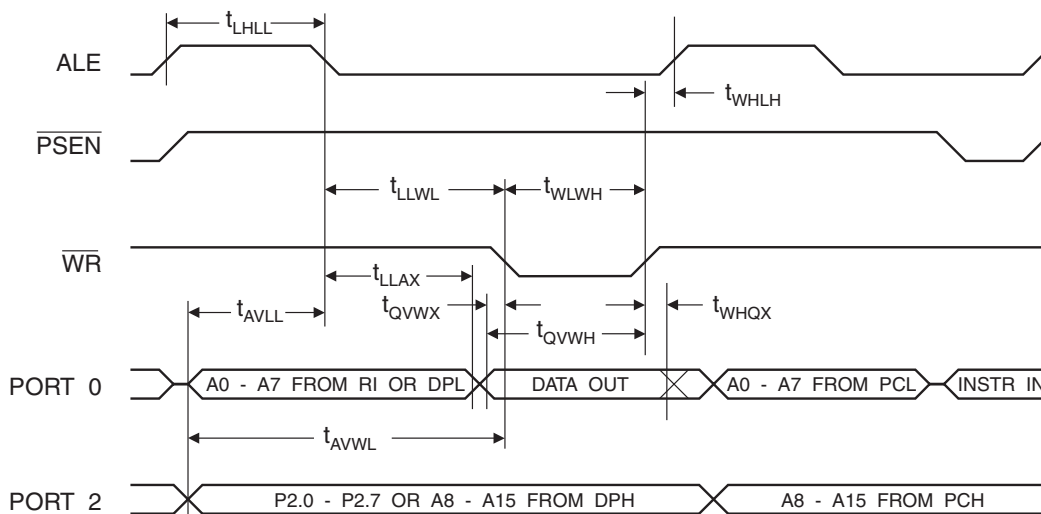 tLHLL
ALE
tWHLH
PSEN
tLLWL
tWLWH
WR
tLLAX
tQVWX
tWHQX
tAVLL
tQVWH
PORT 0
A0 - A7 FROM RI OR DPL
DATA OUT
A0 - A7 FROM PCL
INSTR IN
tAVWL
PORT 2
P2.0 - P2.7 OR A8 - A15 FROM DPH
A8 - A15 FROM PCH